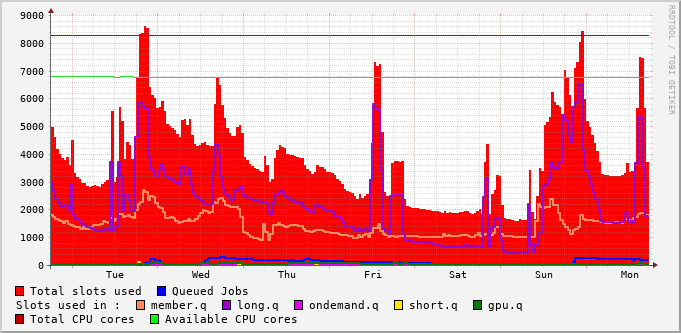 RRDTOOL / TOBI OETIKER
9000
8000
7000
6000
5000
4000
3000
2000
1000
0
Tue Wed Thu Fri Sat Sun Mon
Total slots used Queued Jobs
Slots used in : member.q long.q ondemand.q short.q gpu.q
Total CPU cores Available CPU cores